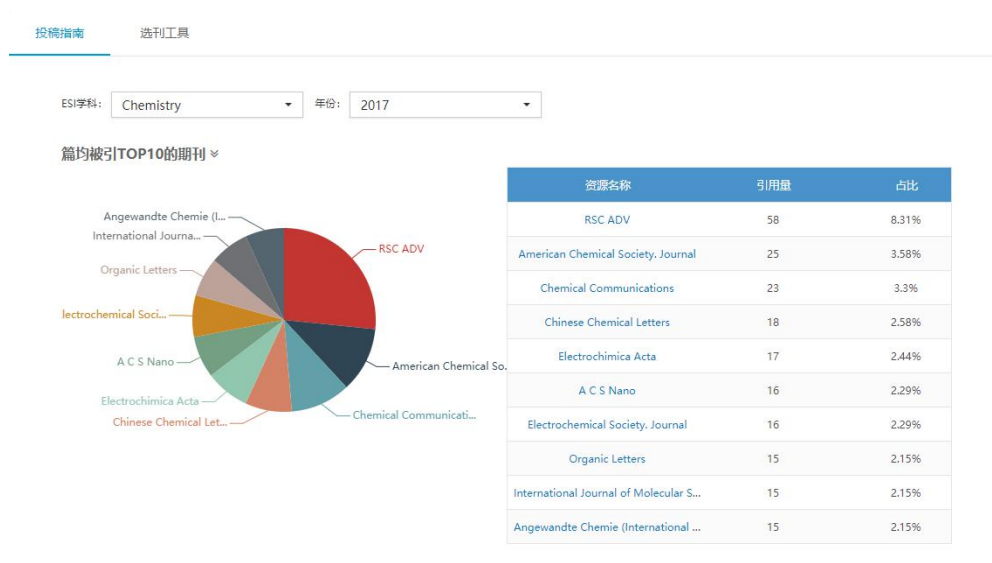 投稿指南 选刊工具
ESI学科: Chemistry 年份: 2017
篇均被引TOP10的期刊
Angewandte Chemie (I...
International Journa...
Organic Letters
lectrochemical Soci...
A C S Nano
Electrochimica Acta
Chinese Chemical Let...
RSC ADV
American Chemical So.
Chemical Communicati...
资源名称 引用量 占比
RSC ADV 58 8.31%
American Chemical Society. Journal 25 3.58%
Chemical Communications 23 3.3%
Chinese Chemical Letters 18 2.58%
Electrochimica Acta 17 2.44%
A C S Nano 16 2.29%
Electrochemical Society. Journal 16 2.29%
Organic Letters 15 2.15%
International Journal of Molecular S... 15 2.15%
Angewandte Chemie (International ... 15 2.15%